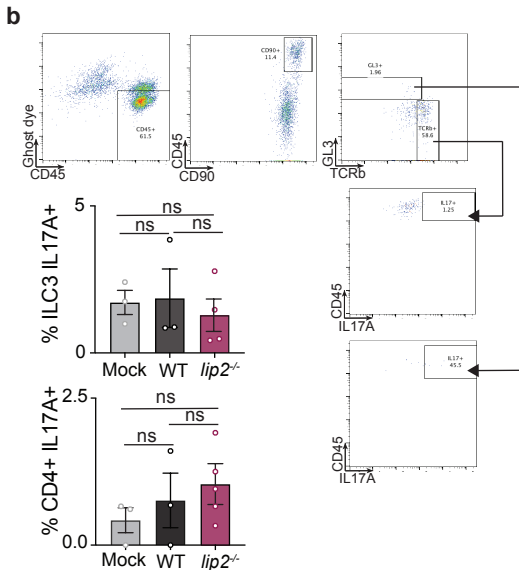 b
Ghost dye
CD45
CD45+
61.5
CD45
CD90
CD90+
11.4
GL3
TCRb
GL3+
1.96
TCRb+
58.6
CD45
IL17A
IL17+
1.25
CD45
IL17A
IL17+
45.5
% ILC3 IL17A+
5
0
ns
ns
ns
Mock
WT
lip2-/-
% CD4+ IL17A+
2.5
0.0
ns
ns
ns
Mock
WT
lip2-/-